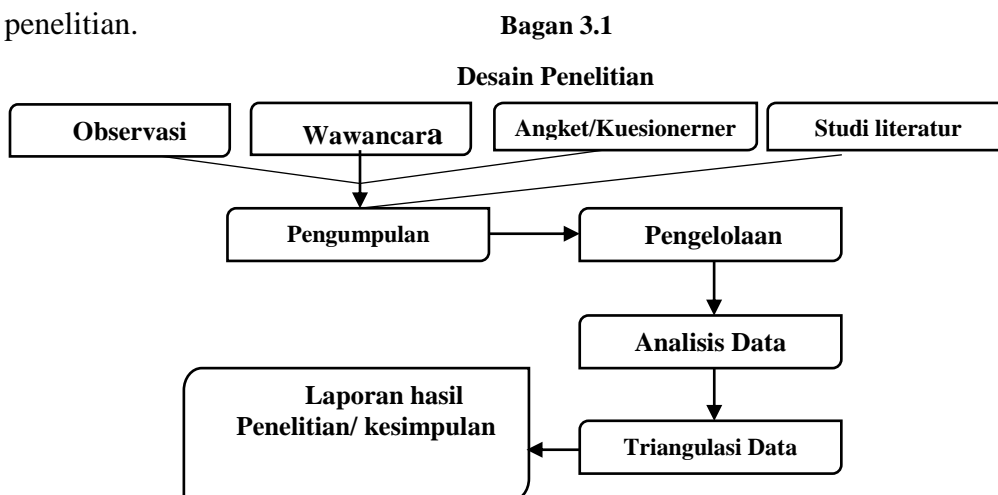 penelitian.
Bagan 3.1
Desain Penelitian
Observasi
Wawancara
Angket/Kuesionerner
Studi literatur
Pengumpulan
Pengelolaan
Analisis Data
Laporan hasil
Penelitian/ kesimpulan
Triangulasi Data